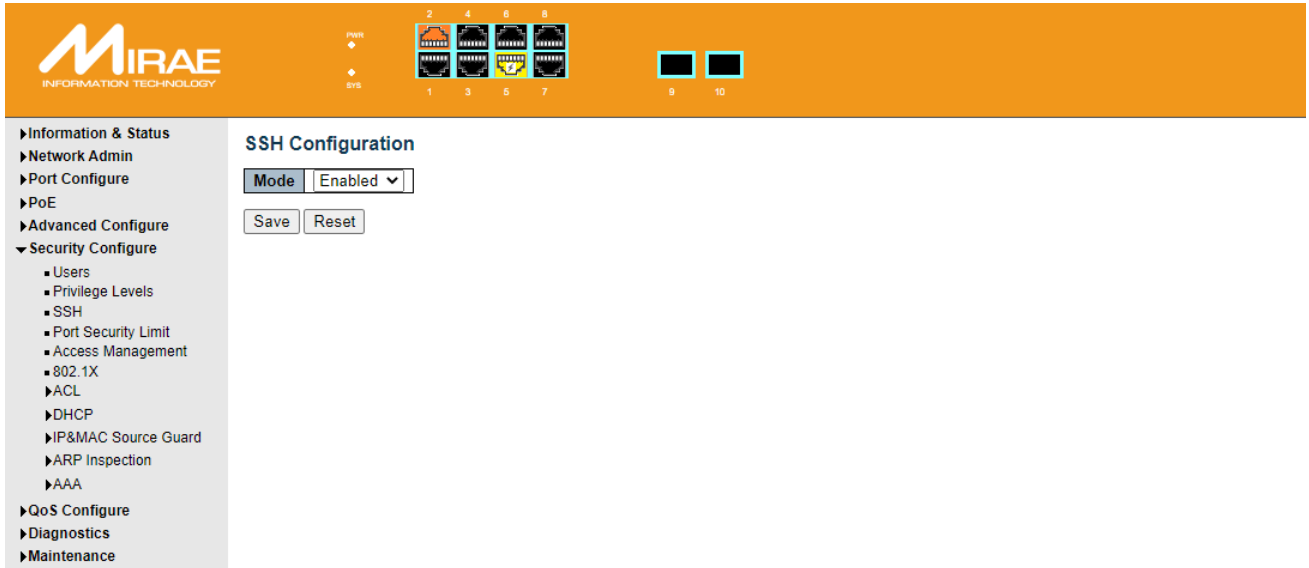 MIRAE
INFORMATION TECHNOLOGY
PWR
SYS
2 4 6 8
1 3 5 7
9 10
Information & Status
Network Admin
Port Configure
PoE
Advanced Configure
Security Configure
Users
Privilege Levels
SSH
Port Security Limit
Access Management
802.1X
ACL
DHCP
IP&MAC Source Guard
ARP Inspection
AAA
QoS Configure
Diagnostics
Maintenance
SSH Configuration
Mode Enabled
Save Reset